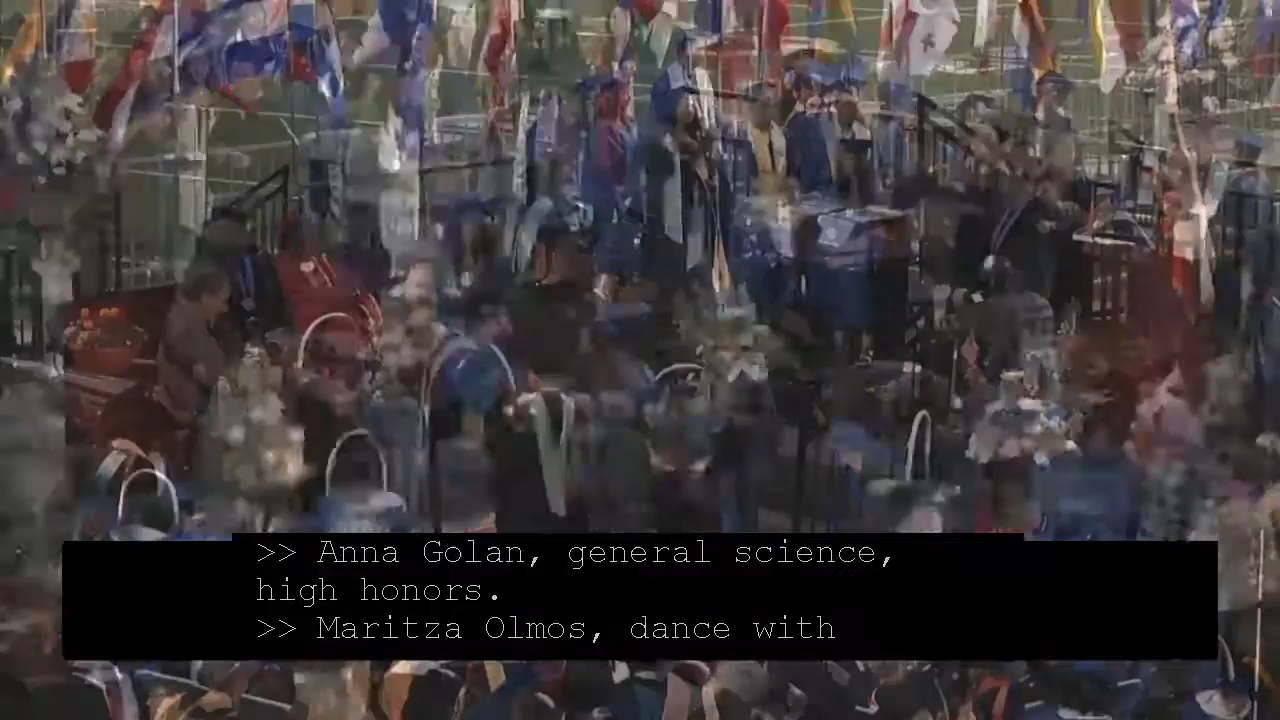 >> Anna Golan, general science,
high honors.
>> Maritza Olmos, dance with